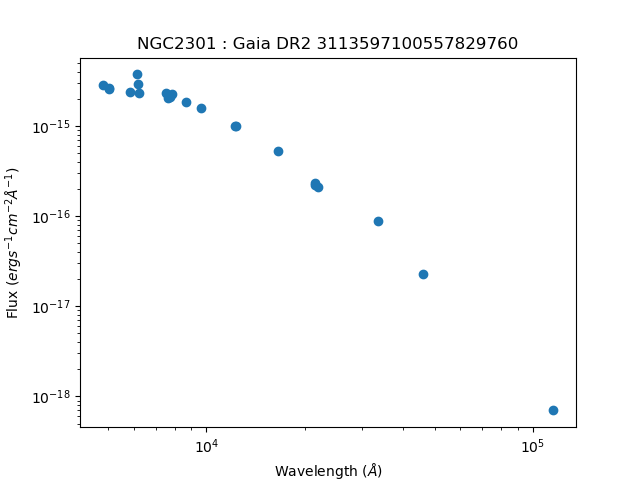 NGC2301 : Gaia DR2 3113597100557829760
Flux (ergs⁻¹cm⁻²Å⁻¹)
10⁻¹⁵
10⁻¹⁶
10⁻¹⁷
10⁻¹⁸
10⁴ 10⁵
Wavelength (Å)